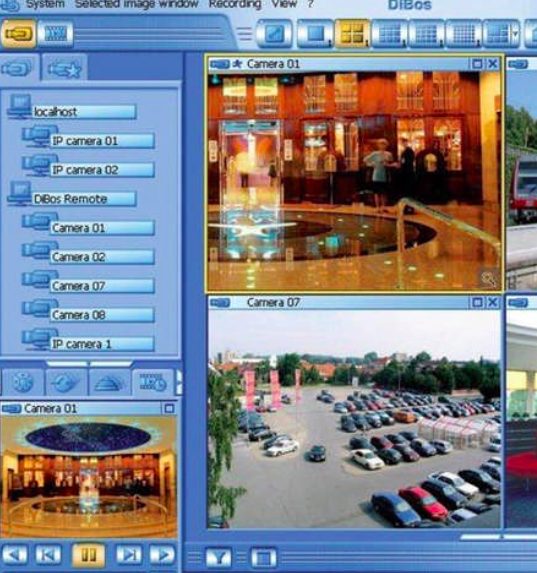 System Selected image window Recording View ?
DiBos
Camera 01
localhost
IP camera 01
IP camera 02
DiBos Remote
Camera 01
Camera 02
Camera 07
Camera 08
IP camera 1
Camera 07
Camera 01